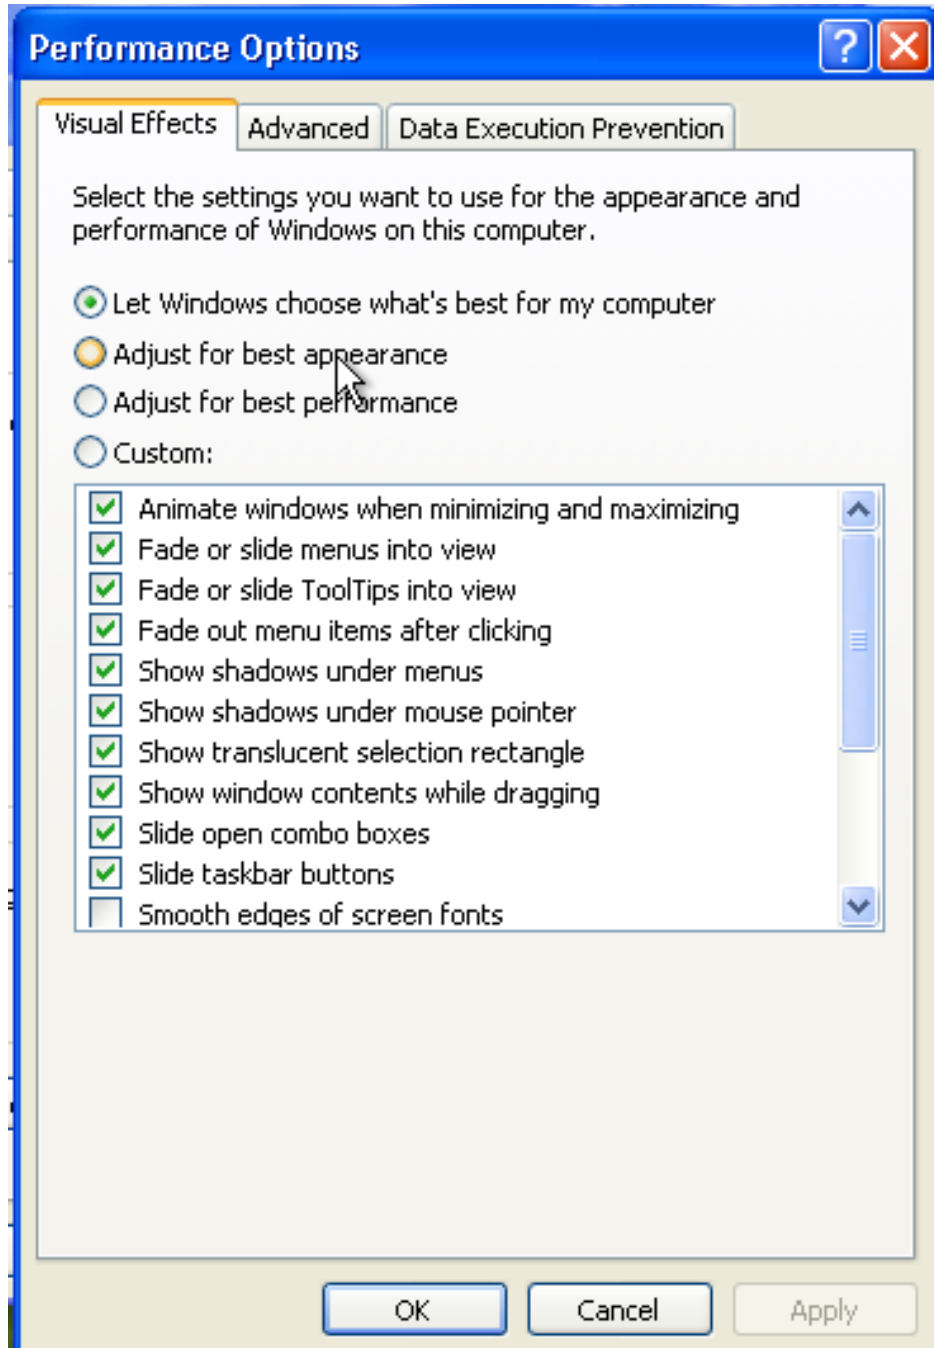 Performance Options
Visual Effects
Advanced
Data Execution Prevention
Select the settings you want to use for the appearance and
performance of Windows on this computer.
Let Windows choose what's best for my computer
Adjust for best appearance
Adjust for best performance
Custom:
Animate windows when minimizing and maximizing
Fade or slide menus into view
Fade or slide ToolTips into view
Fade out menu items after clicking
Show shadows under menus
Show shadows under mouse pointer
Show translucent selection rectangle
Show window contents while dragging
Slide open combo boxes
Slide taskbar buttons
Smooth edges of screen fonts
OK
Cancel
Apply